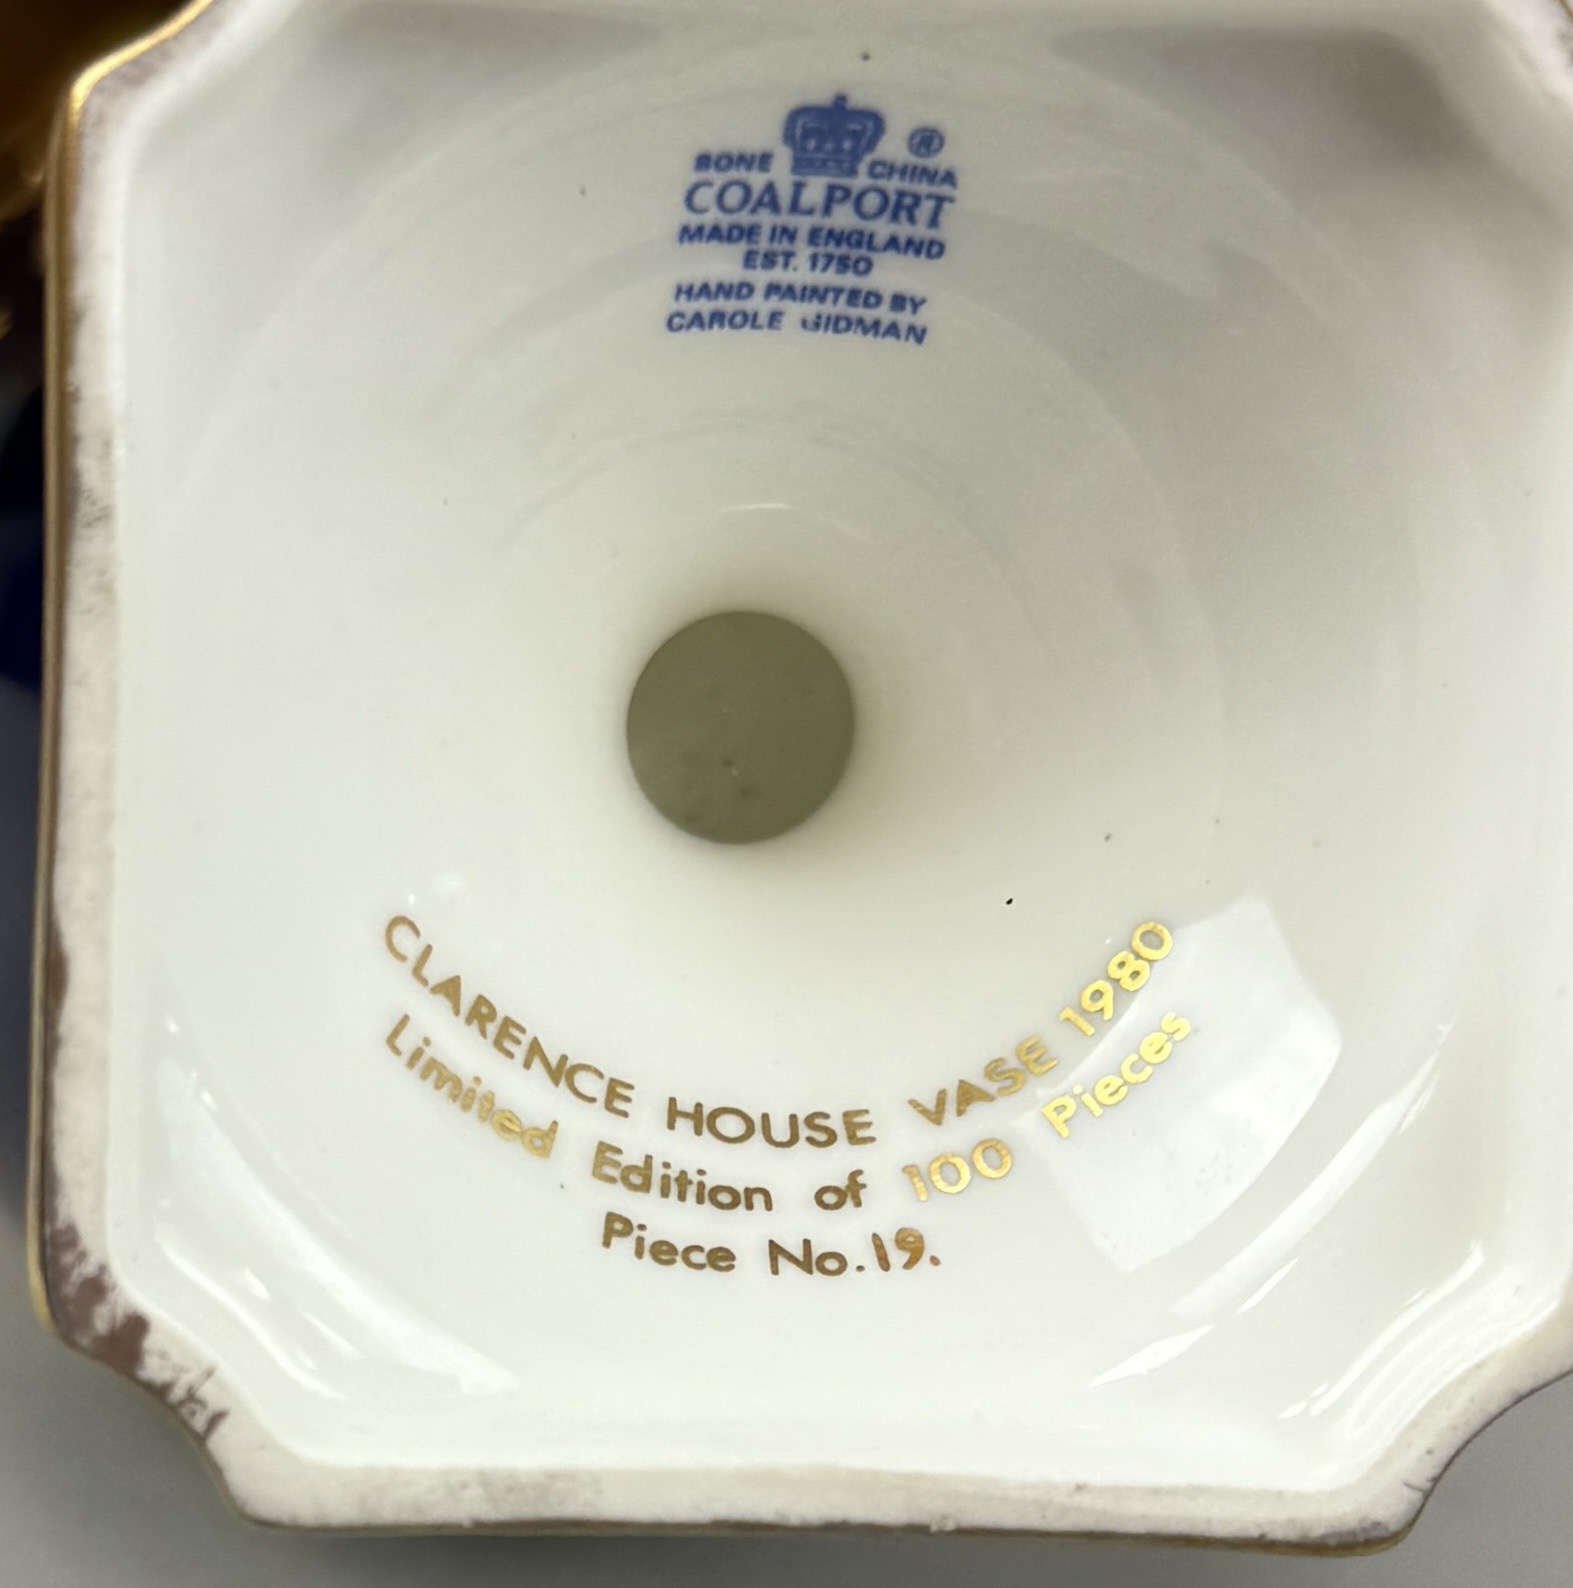 BONE CHINA ®
COALPORT
MADE IN ENGLAND
EST. 1750
HAND PAINTED BY
CAROLE GIDMAN
CLARENCE HOUSE VASE 1980
Limited Edition of 100 Pieces
Piece No.19.